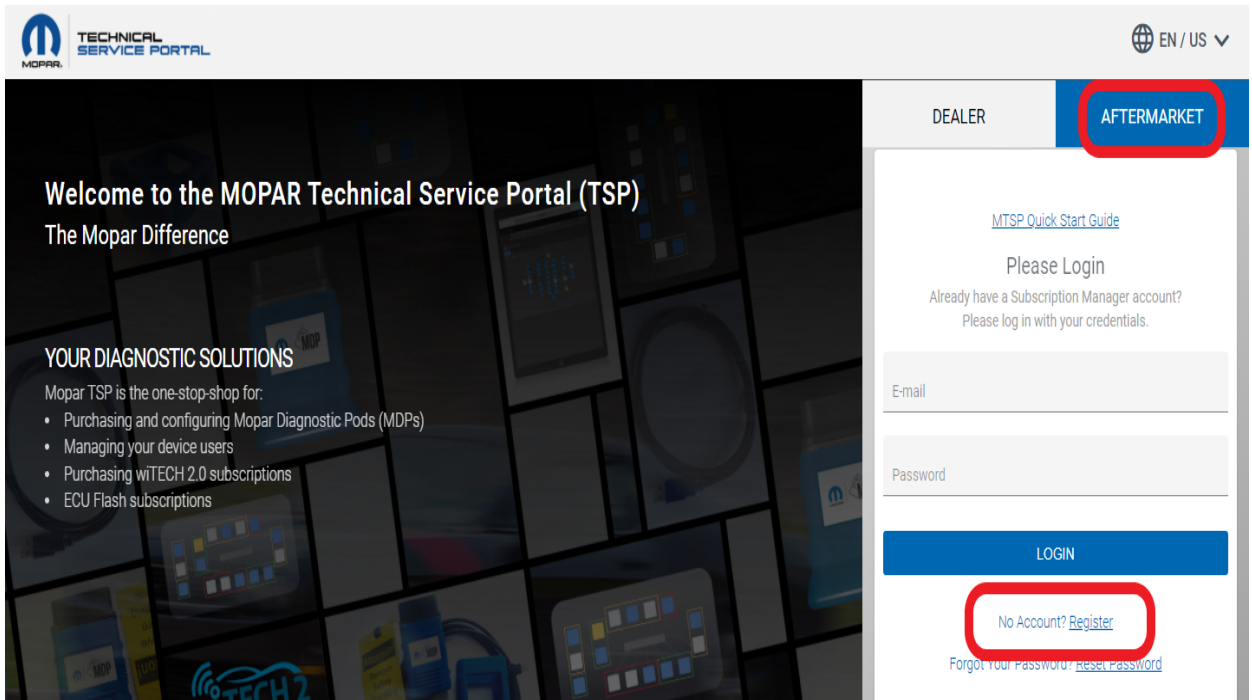 MOPAR.
TECHNICAL
SERVICE PORTAL
EN / US
DEALER
AFTERMARKET
Welcome to the MOPAR Technical Service Portal (TSP)
The Mopar Difference
YOUR DIAGNOSTIC SOLUTIONS
Mopar TSP is the one-stop-shop for:
• Purchasing and configuring Mopar Diagnostic Pods (MDPs)
• Managing your device users
• Purchasing wiTECH 2.0 subscriptions
• ECU Flash subscriptions
MTSP Quick Start Guide
Please Login
Already have a Subscription Manager account?
Please log in with your credentials.
E-mail
Password
LOGIN
No Account? Register
Forgot Your Password? Reset Password
MDP
MDP
TECH 2